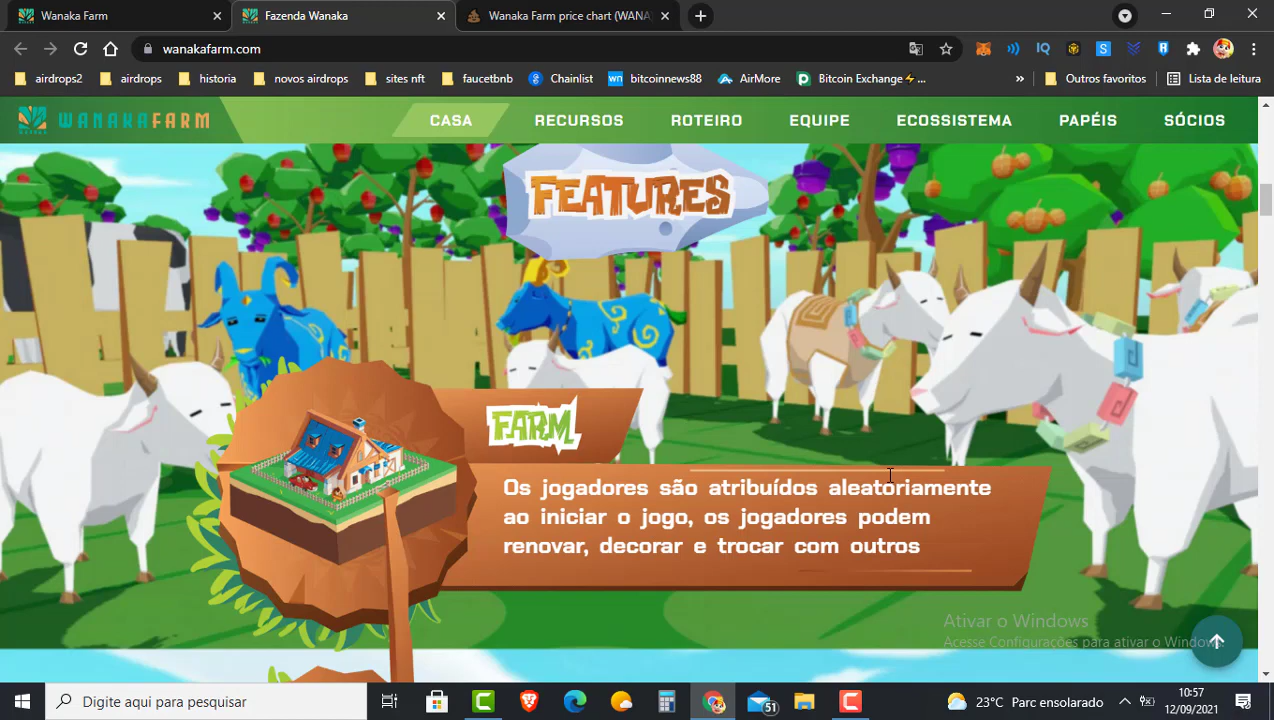 Wanaka Farm
Fazenda Wanaka
Wanaka Farm price chart (WANA
wanakafarm.com
airdrops2
airdrops
historia
novos airdrops
sites nft
faucetbnb
Chainlist
wn
bitcoinnews88
AirMore
Bitcoin Exchange⚡...
»
Outros favoritos
Lista de leitura
WANAKAFARM
CASA
RECURSOS
ROTEIRO
EQUIPE
ECOSSISTEMA
PAPÉIS
SÓCIOS
FEATURES
FARM
Os jogadores são atribuídos aleatoriamente
ao iniciar o jogo, os jogadores podem
renovar, decorar e trocar com outros
Ativar o Windows
Acesse Configurações para ativar o Windows.
Digite aqui para pesquisar
51
23°C Parc ensolarado
10:57
12/09/2021